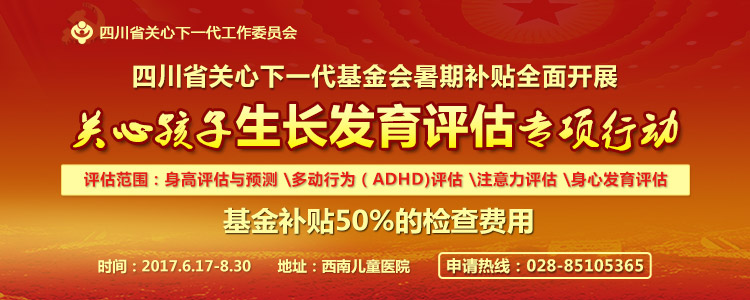 四川省关心下一代工作委员会
四川省关心下一代基金会暑期补贴全面开展
关心孩子生长发育评估专项行动
评估范围：身高评估与预测 \多动行为 ( ADHD)评估 \注意力评估 \身心发育评估
基金补贴50%的检查费用
时间：2017.6.17-8.30 地址：西南儿童医院 申请热线：028-85105365